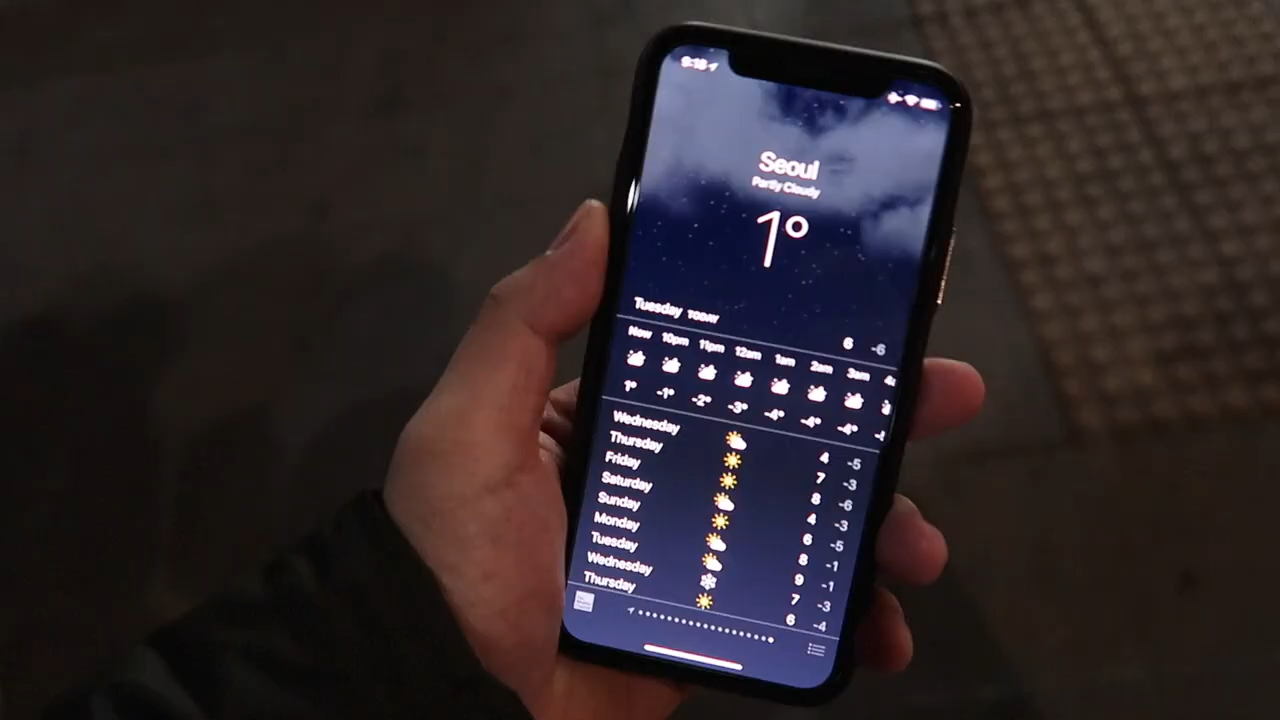 9:18
Seoul
Partly Cloudy
1°
Tuesday TODAY 6 -6
Now 10pm 11pm 12am 1am 2am 3am
1° -1° -2° -3° -4° -4° -4°
Wednesday 4 -5
Thursday 7 -3
Friday 8 -6
Saturday 4 -3
Sunday 6 -5
Monday 8 -1
Tuesday 9 -1
Wednesday 7 -3
Thursday 6 -4